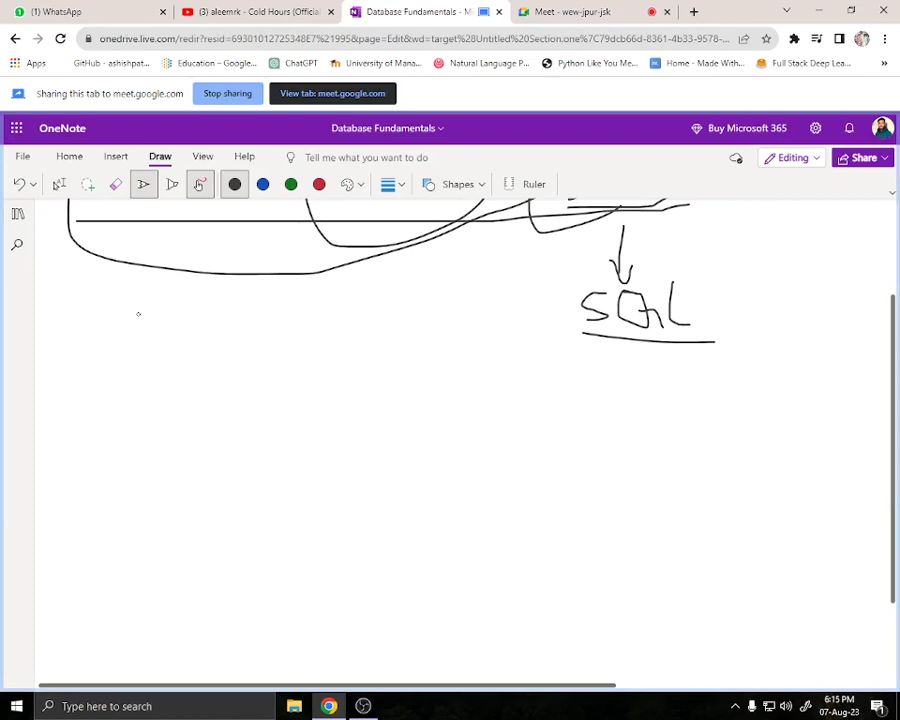 (1) WhatsApp
(3) aleemrk - Cold Hours (Official
Database Fundamentals - M
Meet - wew-jpur-jsk
onedrive.live.com/redir?resid=69301012725348E7%21995&page=Edit&wd=target%28Untitled Section.one%7C79dcb66d-8361-4b33-9578-...
Apps
GitHub - ashishpat...
Education – Google...
ChatGPT
University of Mana...
Natural Language P...
Python Like You Me...
Home - Made With...
Full Stack Deep Lea...
»
Sharing this tab to meet.google.com
Stop sharing
View tab: meet.google.com
OneNote
Database Fundamentals
Buy Microsoft 365
File
Home
Insert
Draw
View
Help
Tell me what you want to do
Editing
Share
Shapes
Ruler
SQL
Type here to search
6:15 PM
07-Aug-23
1